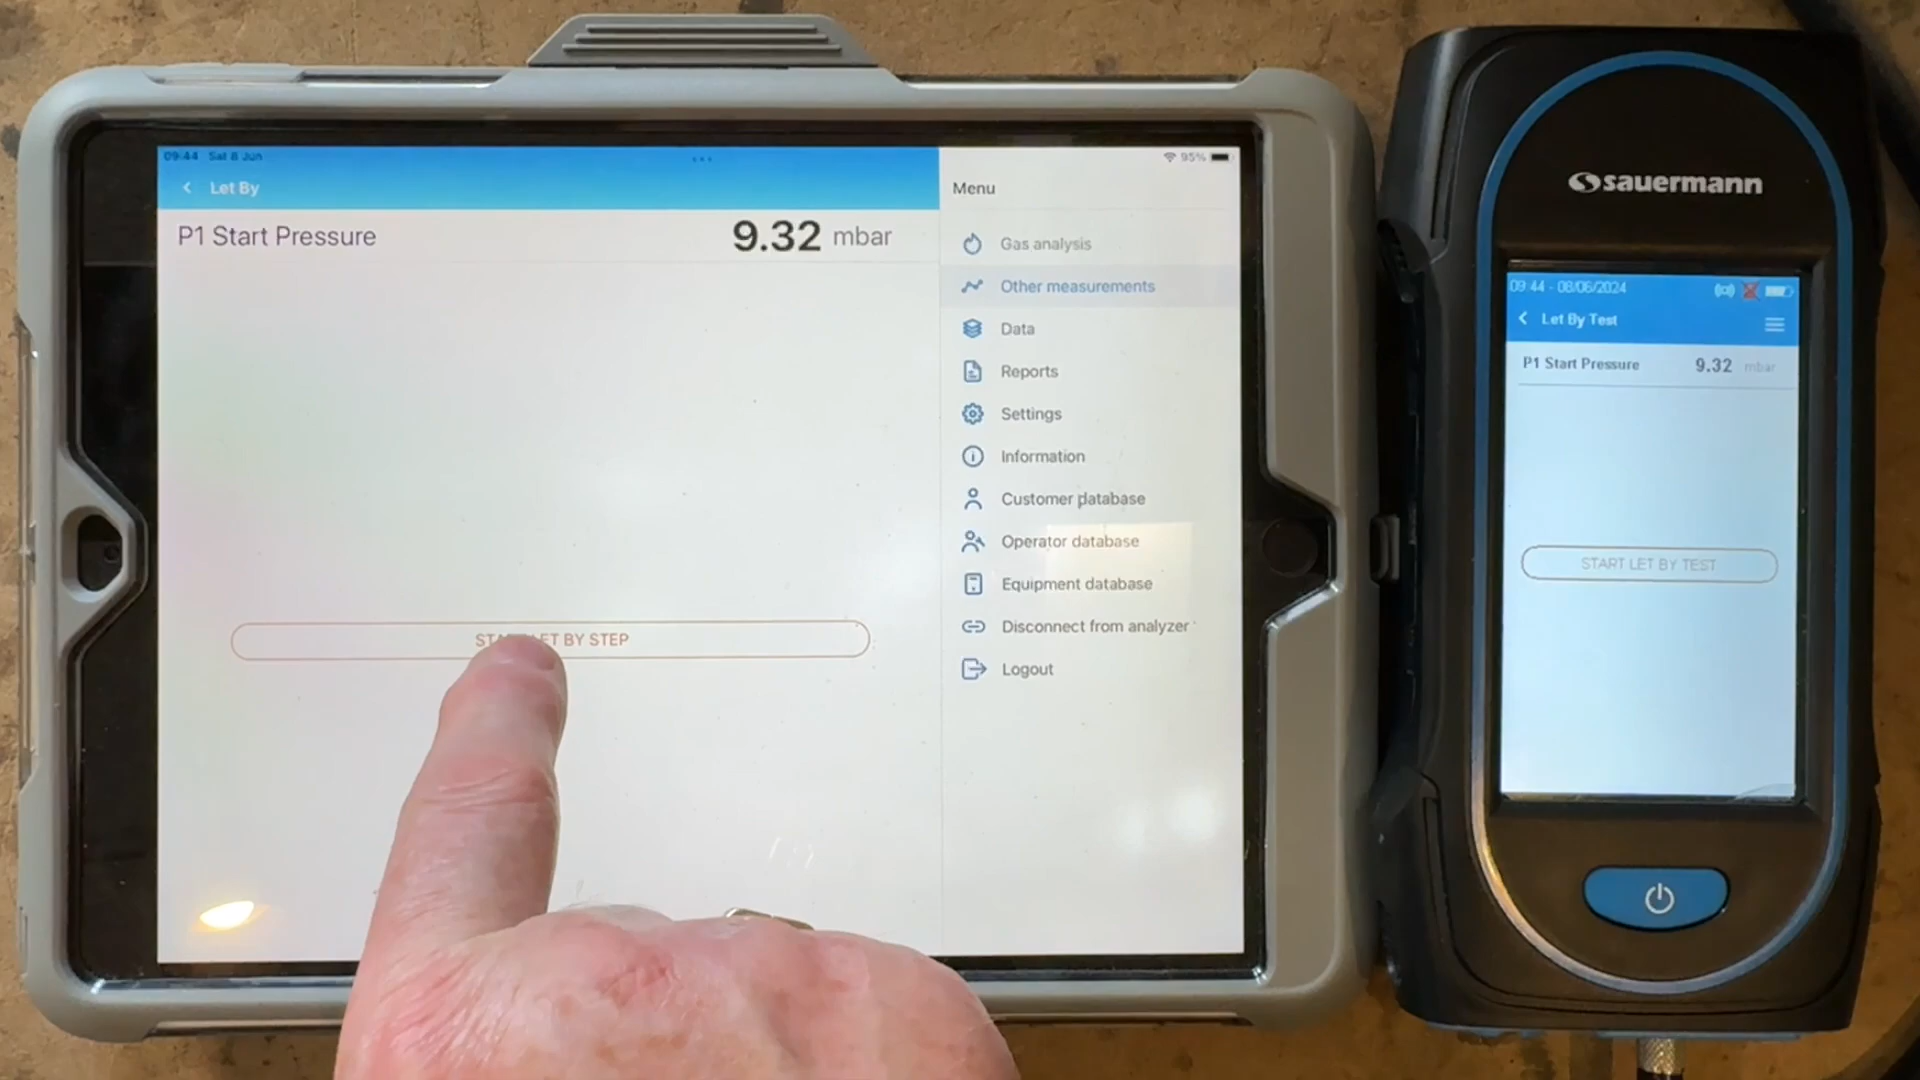 09:44 Sat 8 Jun
95%
Let By
Menu
P1 Start Pressure 9.32 mbar
Gas analysis
Other measurements
Data
Reports
Settings
Information
Customer database
Operator database
Equipment database
Disconnect from analyzer
Logout
BY STEP
sauermann
09:44 - 08/06/2024
Let By Test
P1 Start Pressure 9.32 mbar
START LET BY TEST